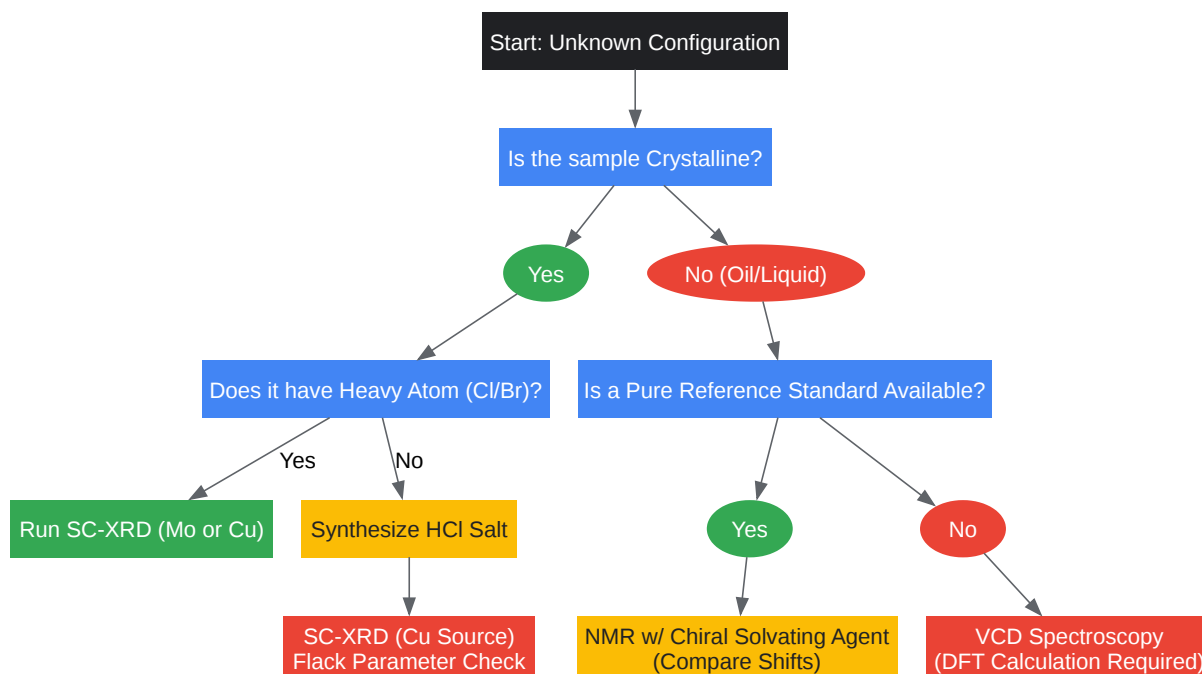 Start: Unknown Configuration
Is the sample Crystalline?
Yes
No (Oil/Liquid)
Does it have Heavy Atom (Cl/Br)?
Is a Pure Reference Standard Available?
Yes
No
Run SC-XRD (Mo or Cu)
Synthesize HCl Salt
Yes
No
SC-XRD (Cu Source)
Flack Parameter Check
NMR w/ Chiral Solvating Agent
(Compare Shifts)
VCD Spectroscopy
(DFT Calculation Required)